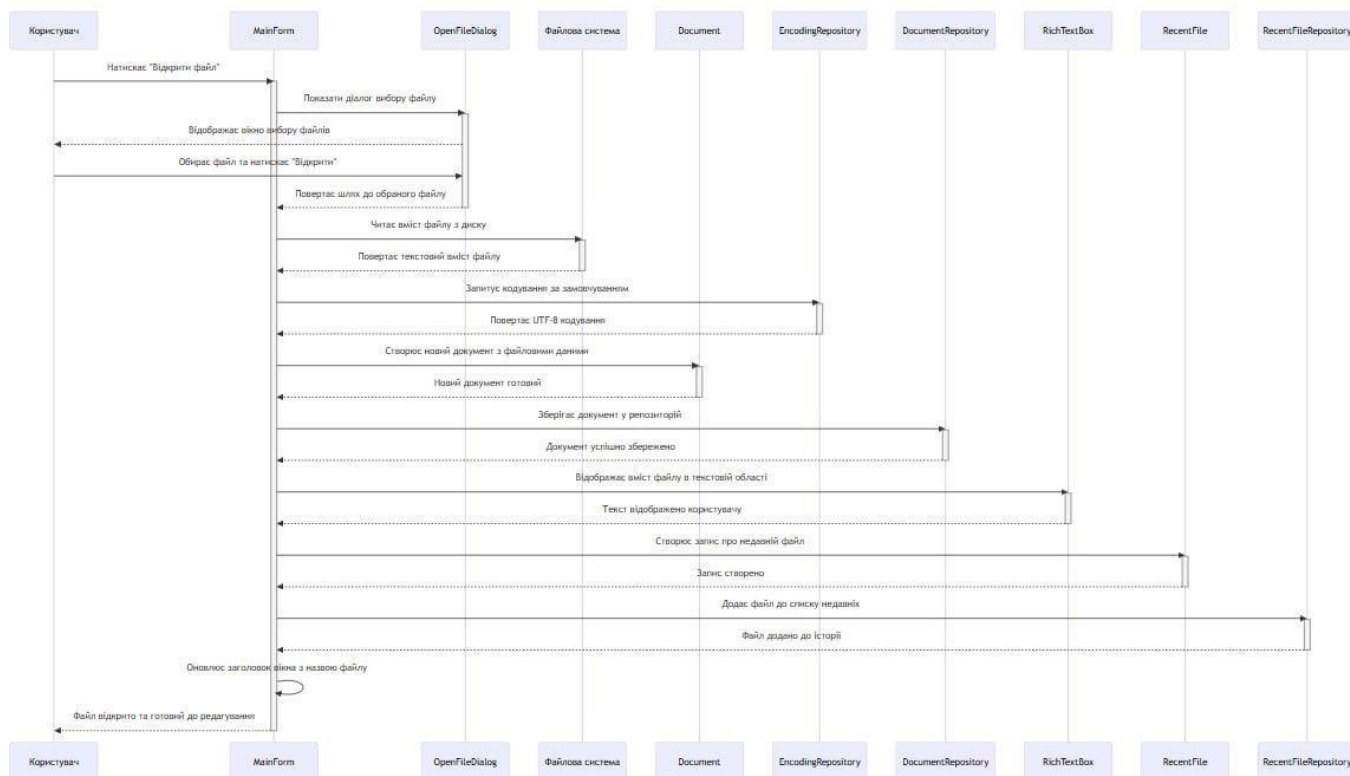 Користувач
MainForm
OpenFileDialog
Файлова система
Document
EncodingRepository
DocumentRepository
RichTextBox
RecentFile
RecentFileRepository
Натискає "Відкрити файл"
Показати діалог вибору файлу
Відображає вікно вибору файлів
Обирає файл та натискає "Відкрити"
Повертає шлях до обраного файлу
Читає вміст файлу з диску
Повертає текстовий вміст файлу
Запитує кодування за замовчуванням
Повертає UTF-8 кодування
Створює новий документ з файловими даними
Новий документ готовий
Зберігає документ у репозиторій
Документ успішно збережено
Відображає вміст файлу в текстовій області
Текст відображено користувачу
Створює запис про недавній файл
Запис створено
Додає файл до списку недавніх
Файл додано до історії
Оновлює заголовок вікна з назвою файлу
Файл відкрито та готовий до редагування
Користувач
MainForm
OpenFileDialog
Файлова система
Document
EncodingRepository
DocumentRepository
RichTextBox
RecentFile
RecentFileRepository